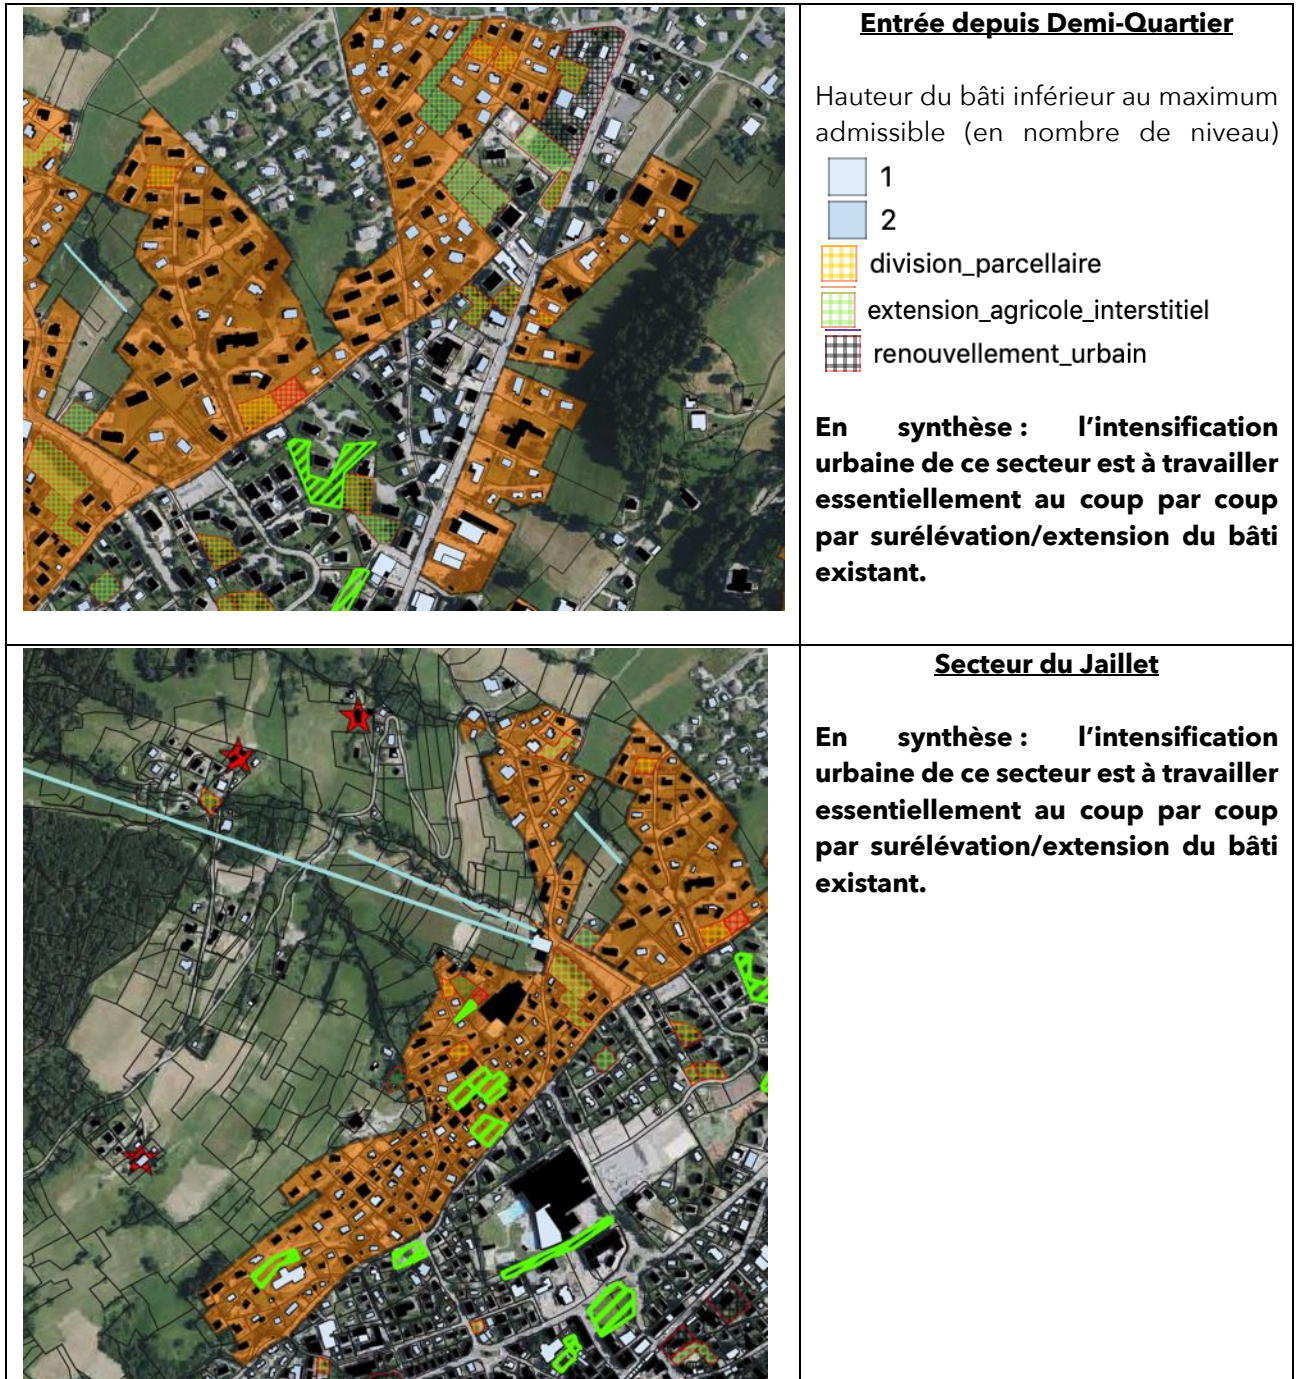 Entrée depuis Demi-Quartier
Hauteur du bâti inférieur au maximum
admissible (en nombre de niveau)
1
2
division_parcellaire
extension_agricole_interstitiel
renouvellement_urbain
En synthèse : l’intensification
urbaine de ce secteur est à travailler
essentiellement au coup par coup
par surélévation/extension du bâti
existant.
Secteur du Jaillet
En synthèse : l’intensification
urbaine de ce secteur est à travailler
essentiellement au coup par coup
par surélévation/extension du bâti
existant.